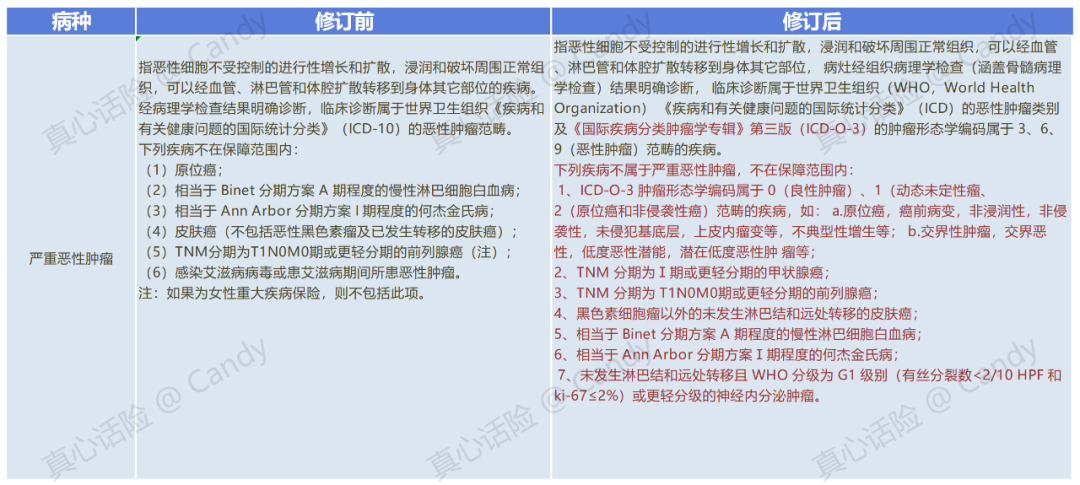 病种
修订前
修订后
严重恶性肿瘤
指恶性细胞不受控制的进行性增长和扩散，浸润和破坏周围正常组
织，可以经血管、淋巴管和体腔扩散转移到身体其它部位的疾病。
经病理学检查结果明确诊断，临床诊断属于世界卫生组织《疾病和
有关健康问题的国际统计分类》（ICD-10）的恶性肿瘤范畴。
下列疾病不在保障范围内：
（1）原位癌；
（2）相当于 Binet 分期方案 A 期程度的慢性淋巴细胞白血病；
（3）相当于 Ann Arbor 分期方案 I 期程度的何杰金氏病；
（4）皮肤癌（不包括恶性黑色素瘤及已发生转移的皮肤癌）；
（5）TNM分期为T1N0M0期或更轻分期的前列腺癌（注）；
（6）感染艾滋病病毒或患艾滋病期间所患恶性肿瘤。
注：如果为女性重大疾病保险，则不包括此项。
指恶性细胞不受控制的进行性增长和扩散，浸润和破坏周围正常组织，可以经血管
、淋巴管和体腔扩散转移到身体其它部位， 病灶经组织病理学检查（涵盖骨髓病理
学检查）结果明确诊断， 临床诊断属于世界卫生组织（WHO，World Health
Organization）《疾病和有关健康问题的国际统计分类》（ICD）的恶性肿瘤类别
及《国际疾病分类肿瘤学专辑》第三版（ICD-O-3）的肿瘤形态学编码属于 3、6、
9（恶性肿瘤）范畴的疾病。
下列疾病不属于严重恶性肿瘤，不在保障范围内：
1、ICD-O-3 肿瘤形态学编码属于 0（良性肿瘤）、1（动态未定性瘤、
2（原位癌和非侵袭性癌）范畴的疾病，如： a.原位癌，癌前病变，非浸润性，非侵
袭性，未侵犯基底层，上皮内瘤变等，不典型性增生等； b.交界性肿瘤，交界恶
性，低度恶性潜能，潜在低度恶性肿 瘤等；
2、TNM 分期为 I 期或更轻分期的甲状腺癌；
3、TNM 分期为 T1N0M0期或更轻分期的前列腺癌；
4、黑色素细胞瘤以外的未发生淋巴结和远处转移的皮肤癌；
5、相当于 Binet 分期方案 A 期程度的慢性淋巴细胞白血病；
6、相当于 Ann Arbor 分期方案 I 期程度的何杰金氏病；
7、未发生淋巴结和远处转移且 WHO 分级为 G1 级别（有丝分裂数<2/10 HPF 和
ki-67≤2%）或更轻分级的神经内分泌肿瘤。
真心话险 @ Candy
真心话险 @ Candy
真心话险 @ Candy
真心话险 @ Candy
真心话险 @ Candy
真心话险 @ Candy